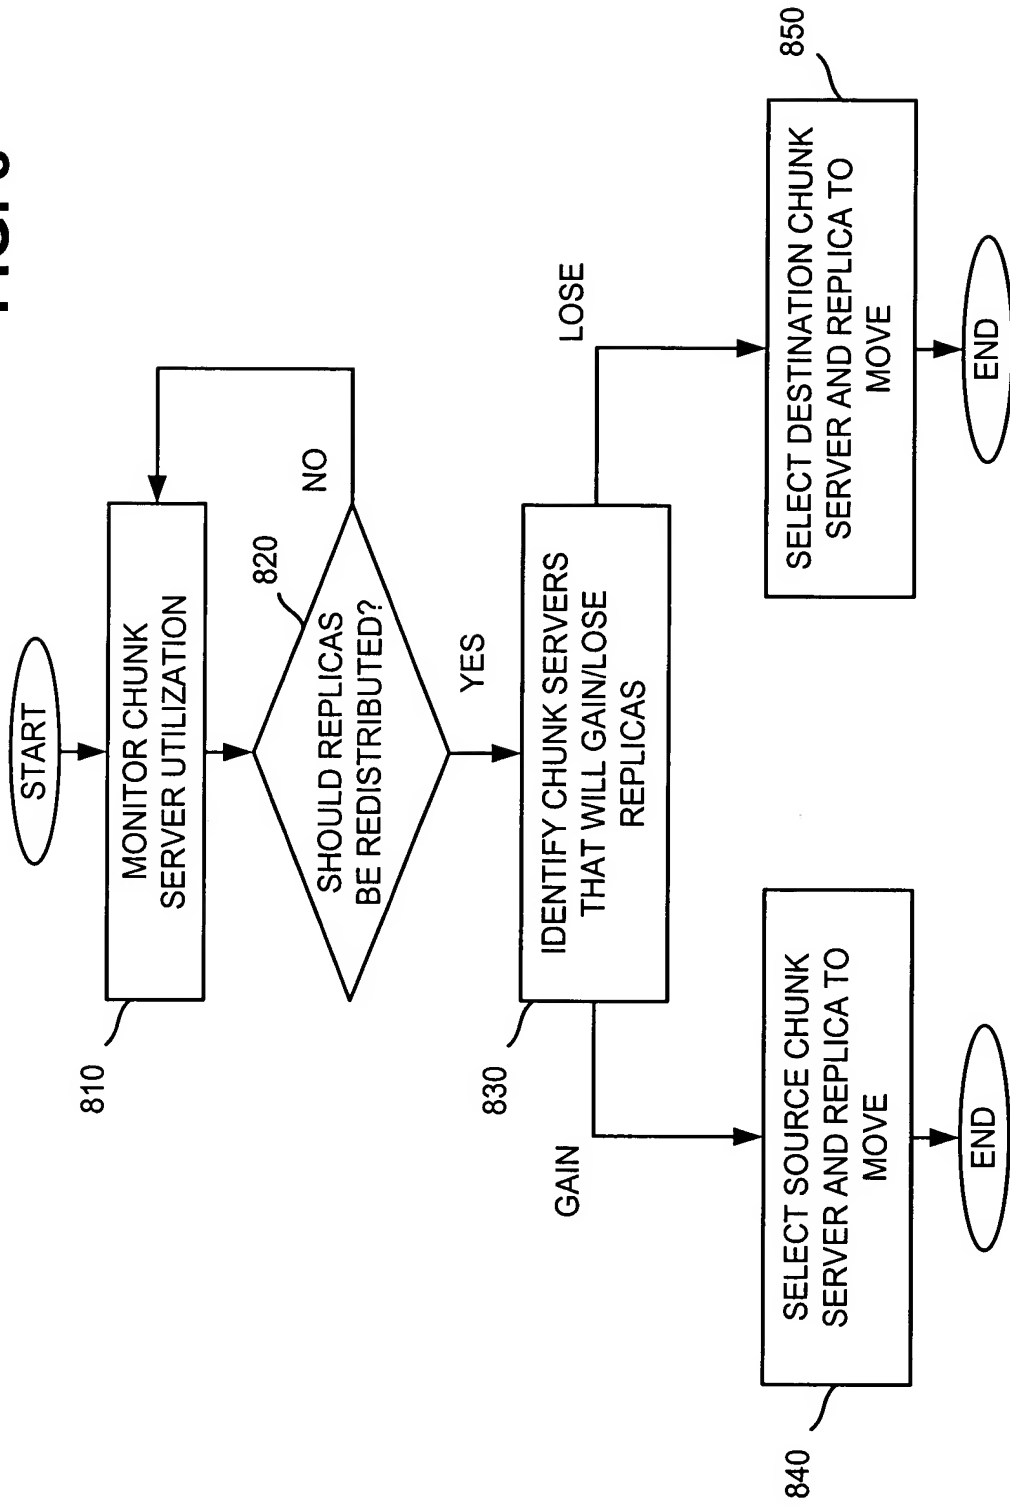 START
MONITOR CHUNK
SERVER UTILIZATION
810
SHOULD REPLICAS
BE REDISTRIBUTED?
820
NO
YES
IDENTIFY CHUNK SERVERS
THAT WILL GAIN/LOSE
REPLICAS
830
GAIN
LOSE
SELECT SOURCE CHUNK
SERVER AND REPLICA TO
MOVE
840
SELECT DESTINATION CHUNK
SERVER AND REPLICA TO
MOVE
850
END
END